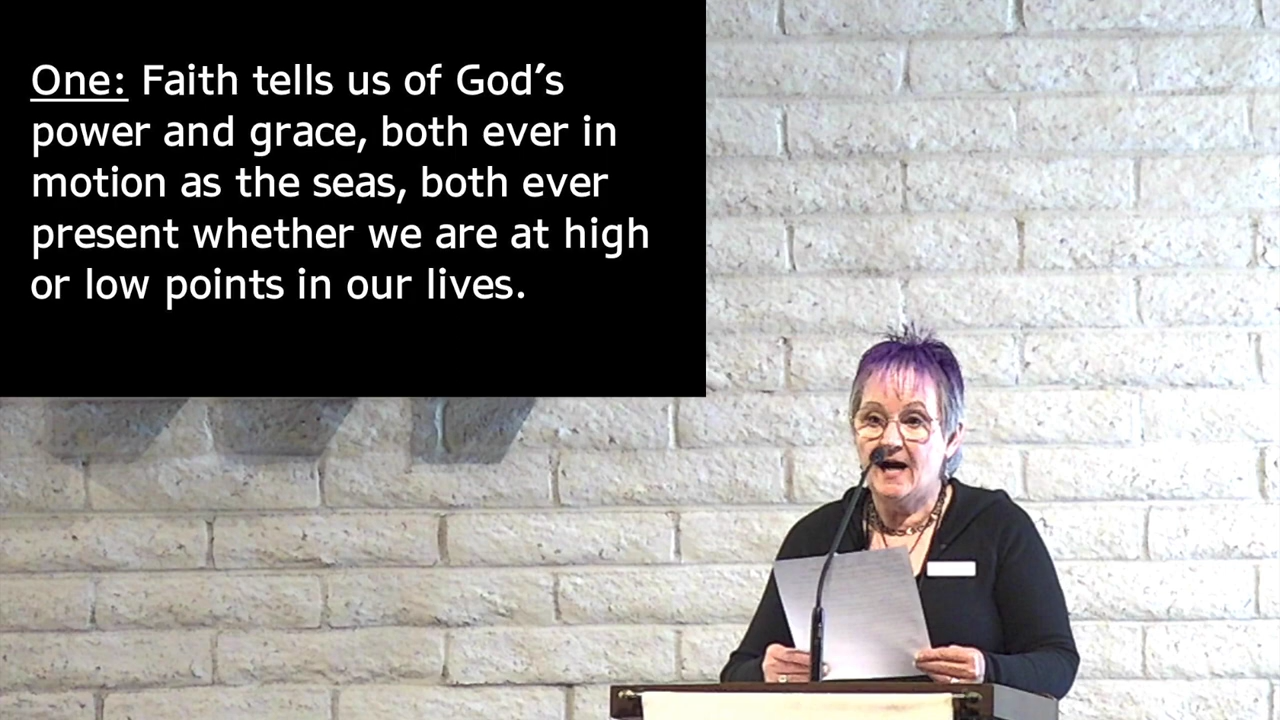 One: Faith tells us of God's
power and grace, both ever in
motion as the seas, both ever
present whether we are at high
or low points in our lives.